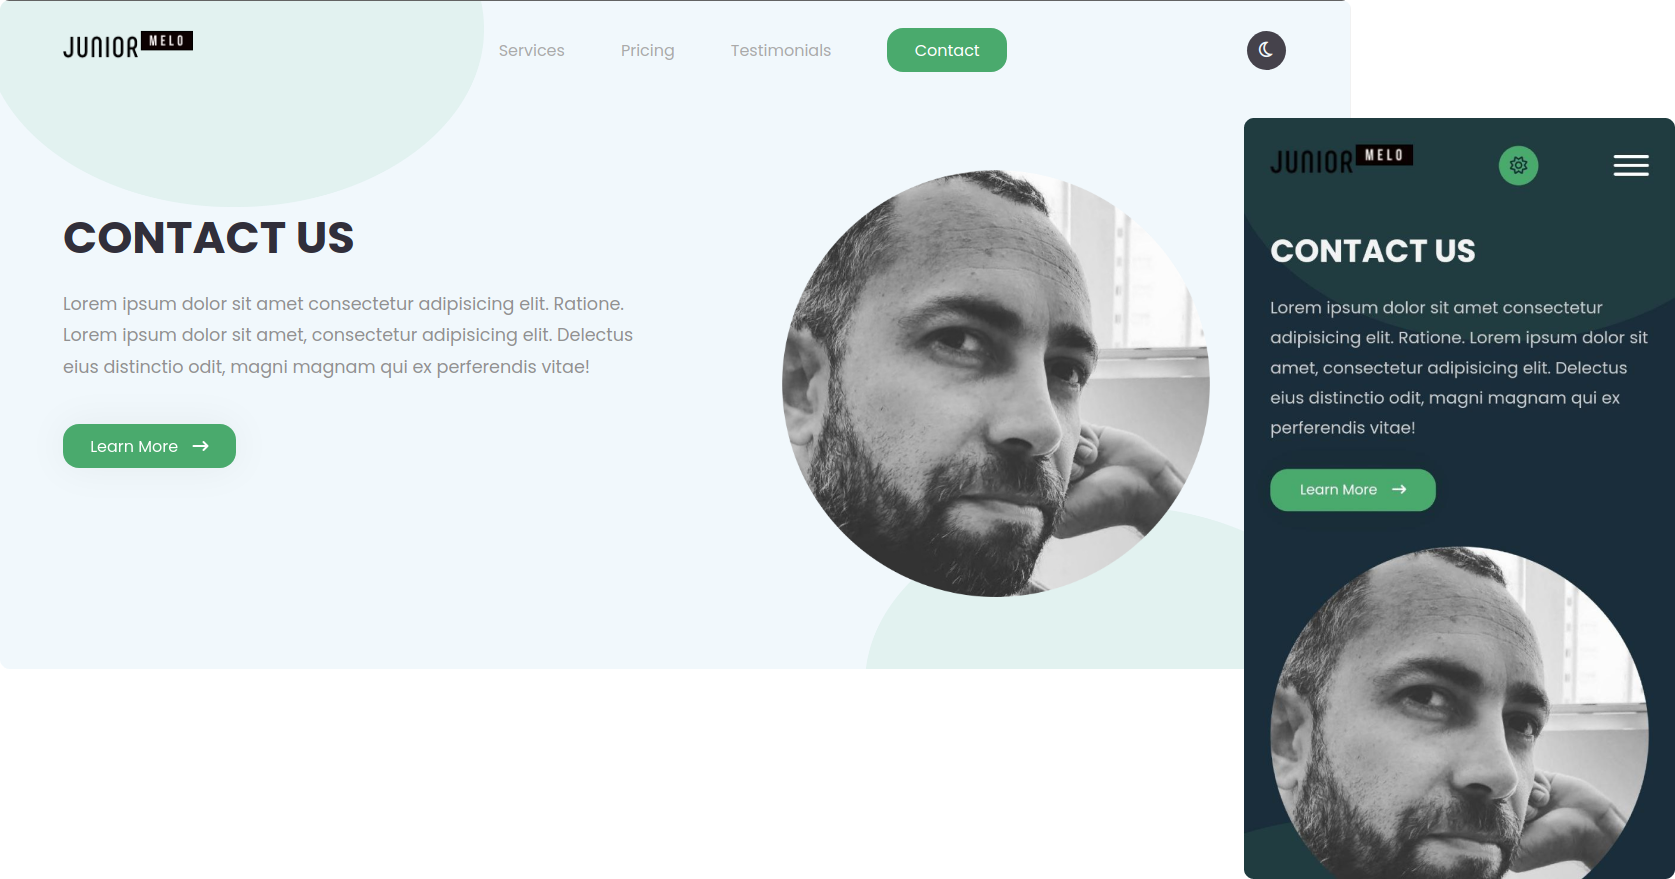 JUNIOR MELO
Services Pricing Testimonials Contact
CONTACT US
Lorem ipsum dolor sit amet consectetur adipisicing elit. Ratione.
Lorem ipsum dolor sit amet, consectetur adipisicing elit. Delectus
eius distinctio odit, magni magnam qui ex perferendis vitae!
Learn More →
JUNIOR MELO
CONTACT US
Lorem ipsum dolor sit amet consectetur
adipisicing elit. Ratione. Lorem ipsum dolor sit
amet, consectetur adipisicing elit. Delectus
eius distinctio odit, magni magnam qui ex
perferendis vitae!
Learn More →